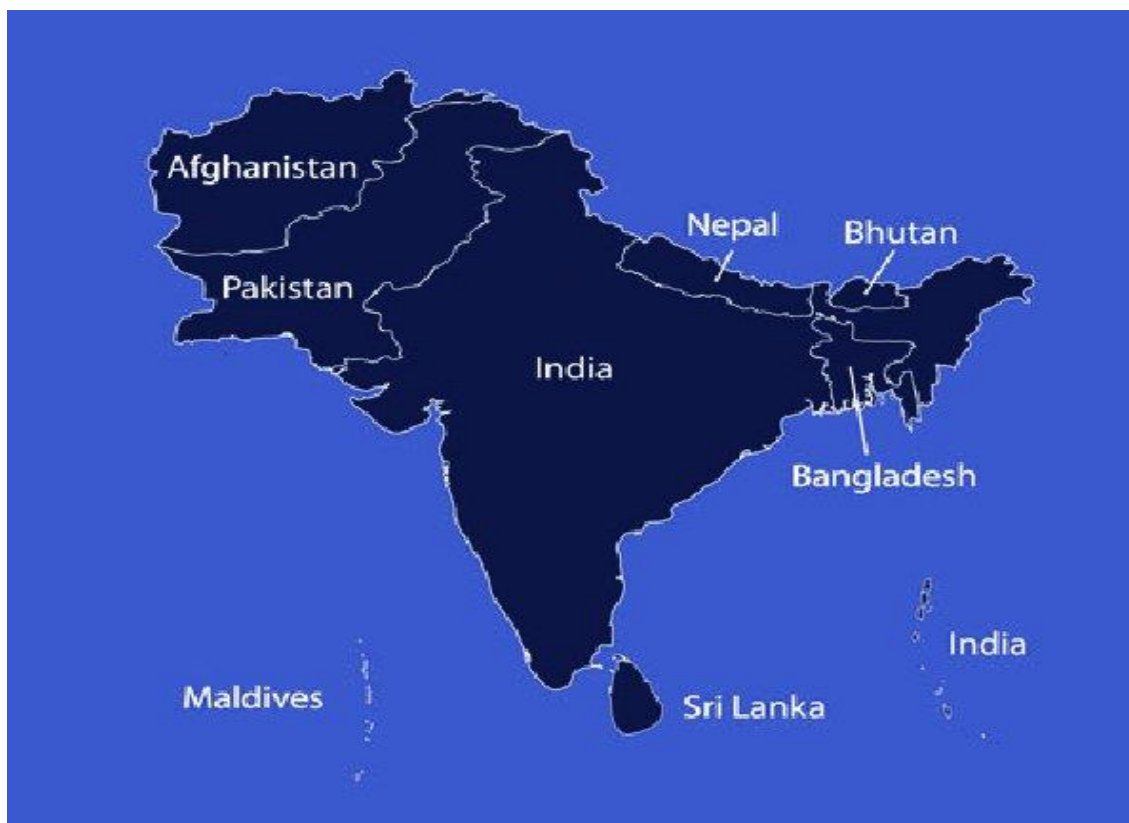 Afghanistan
Nepal
Bhutan
Pakistan
India
Bangladesh
India
Maldives
Sri Lanka